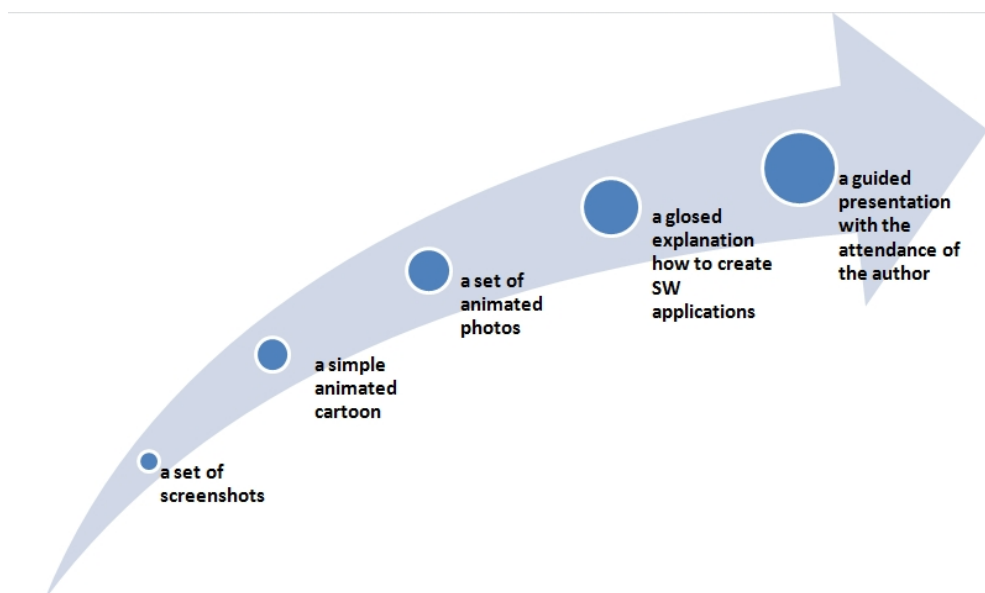 a set of
screenshots
a simple
animated
cartoon
a set of
animated
photos
a glosed
explanation
how to create
SW
applications
a guided
presentation
with the
attendance of
the author